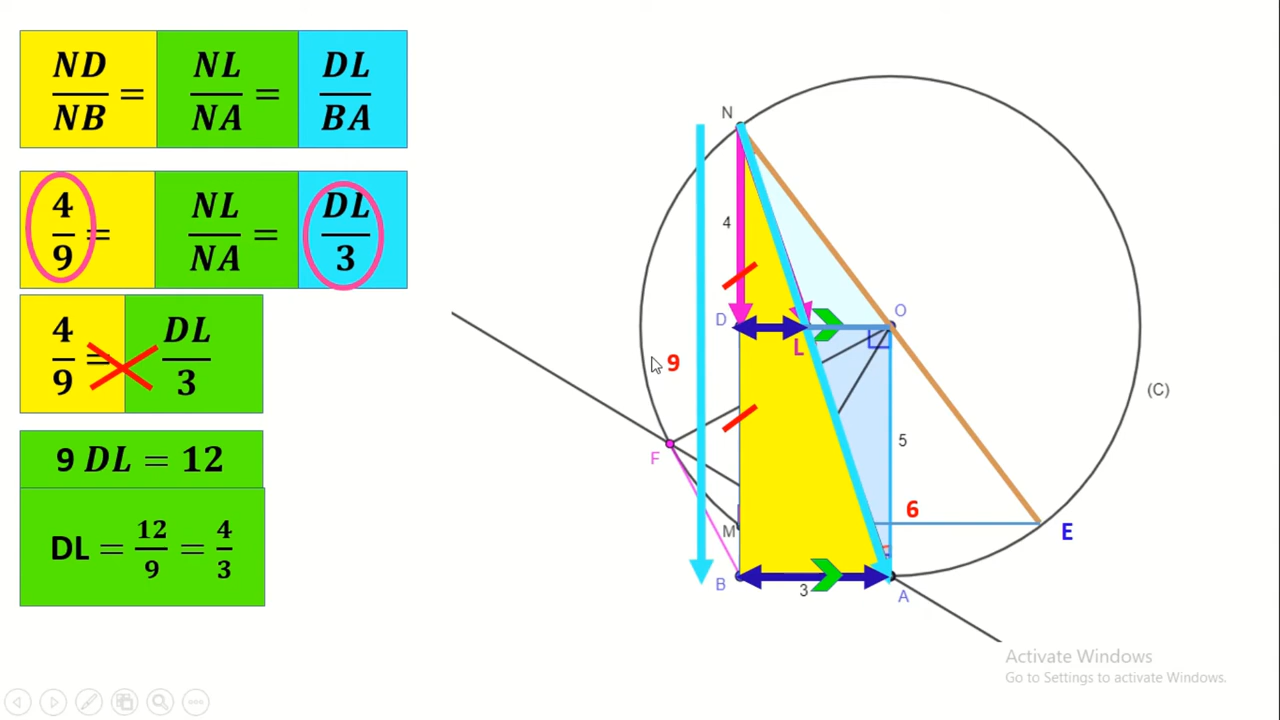 ND/NB = NL/NA = DL/BA
4/9 = NL/NA = DL/3
4/9 = DL/3
9 DL = 12
DL = 12/9 = 4/3
N
4
D
L
O
9
(C)
5
F
6
M
E
B
3
A
Activate Windows
Go to Settings to activate Windows.